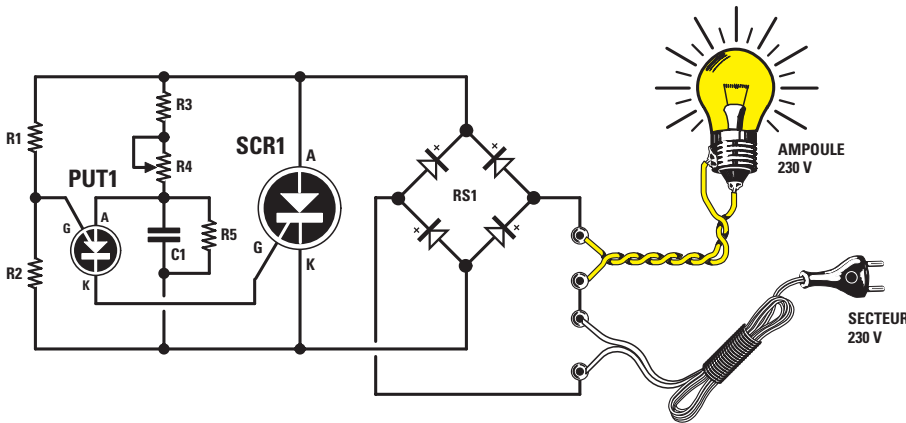 R1
R2
R3
R4
PUT1
G
A
K
C1
R5
SCR1
A
G
K
RS1
AMPOULE
230 V
SECTEUR
230 V